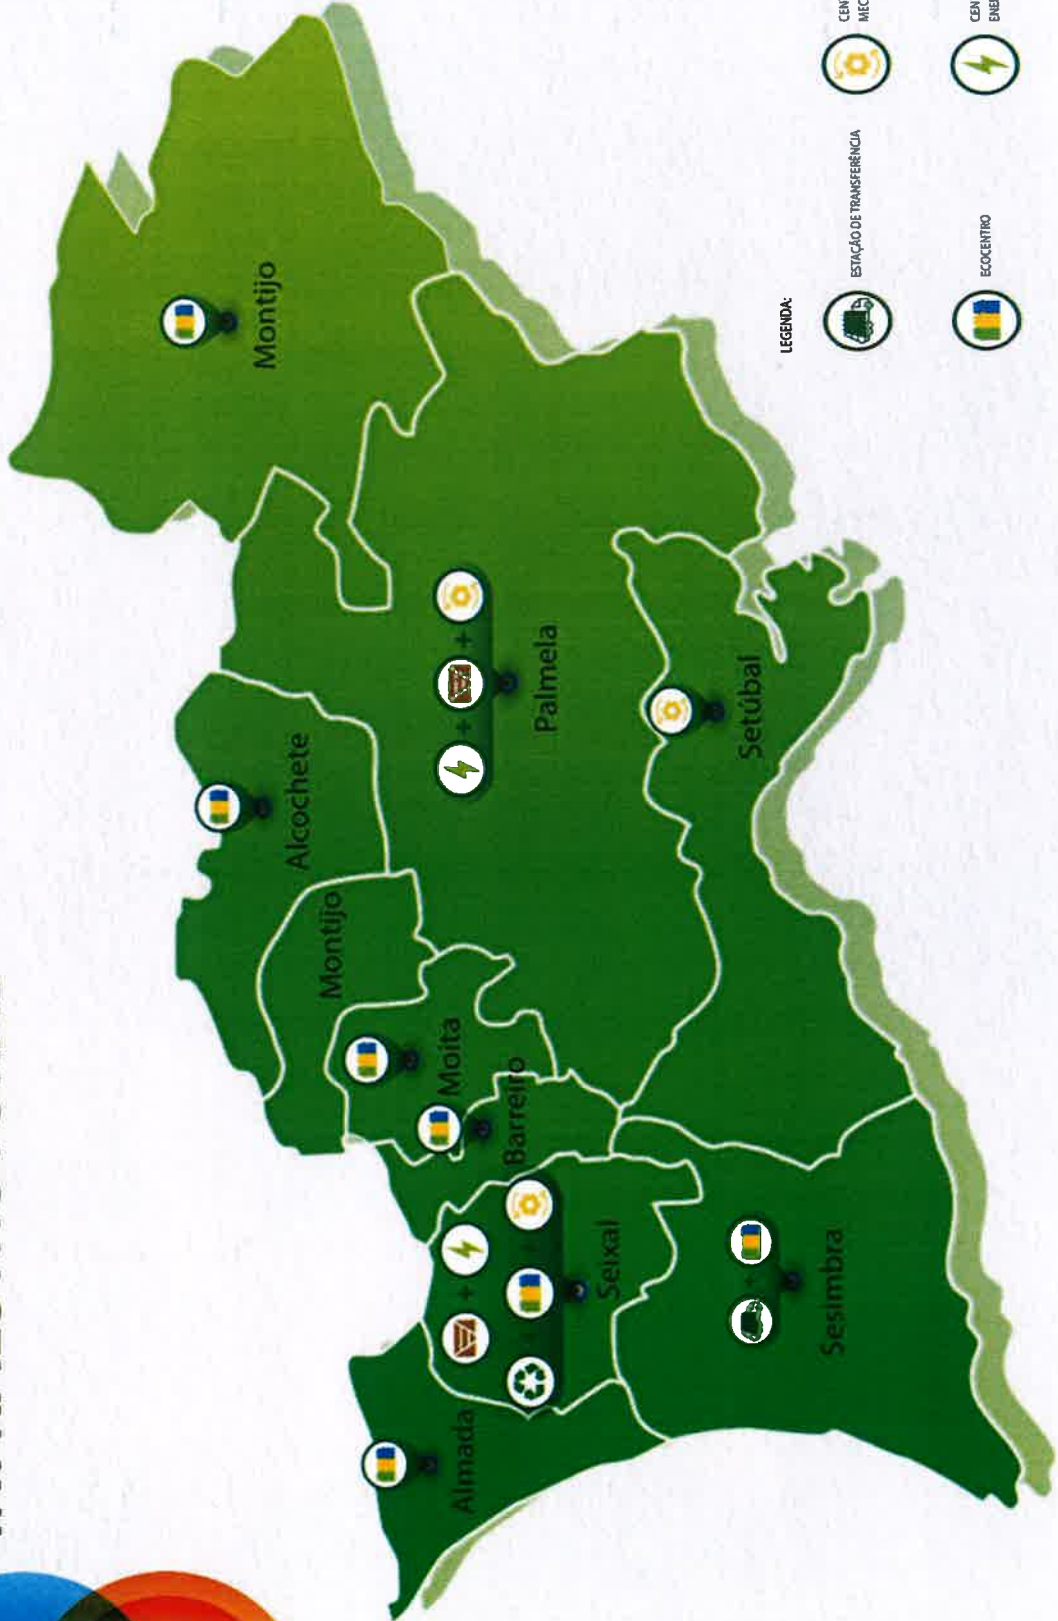 Montijo
Alcochete
Montijo
Moita
Barreiro
Palmela
Setúbal
Almada
Seixal
Sesimbra
LEGENDA:
ESTAÇÃO DE TRANSFERÊNCIA
ECOCENTRO